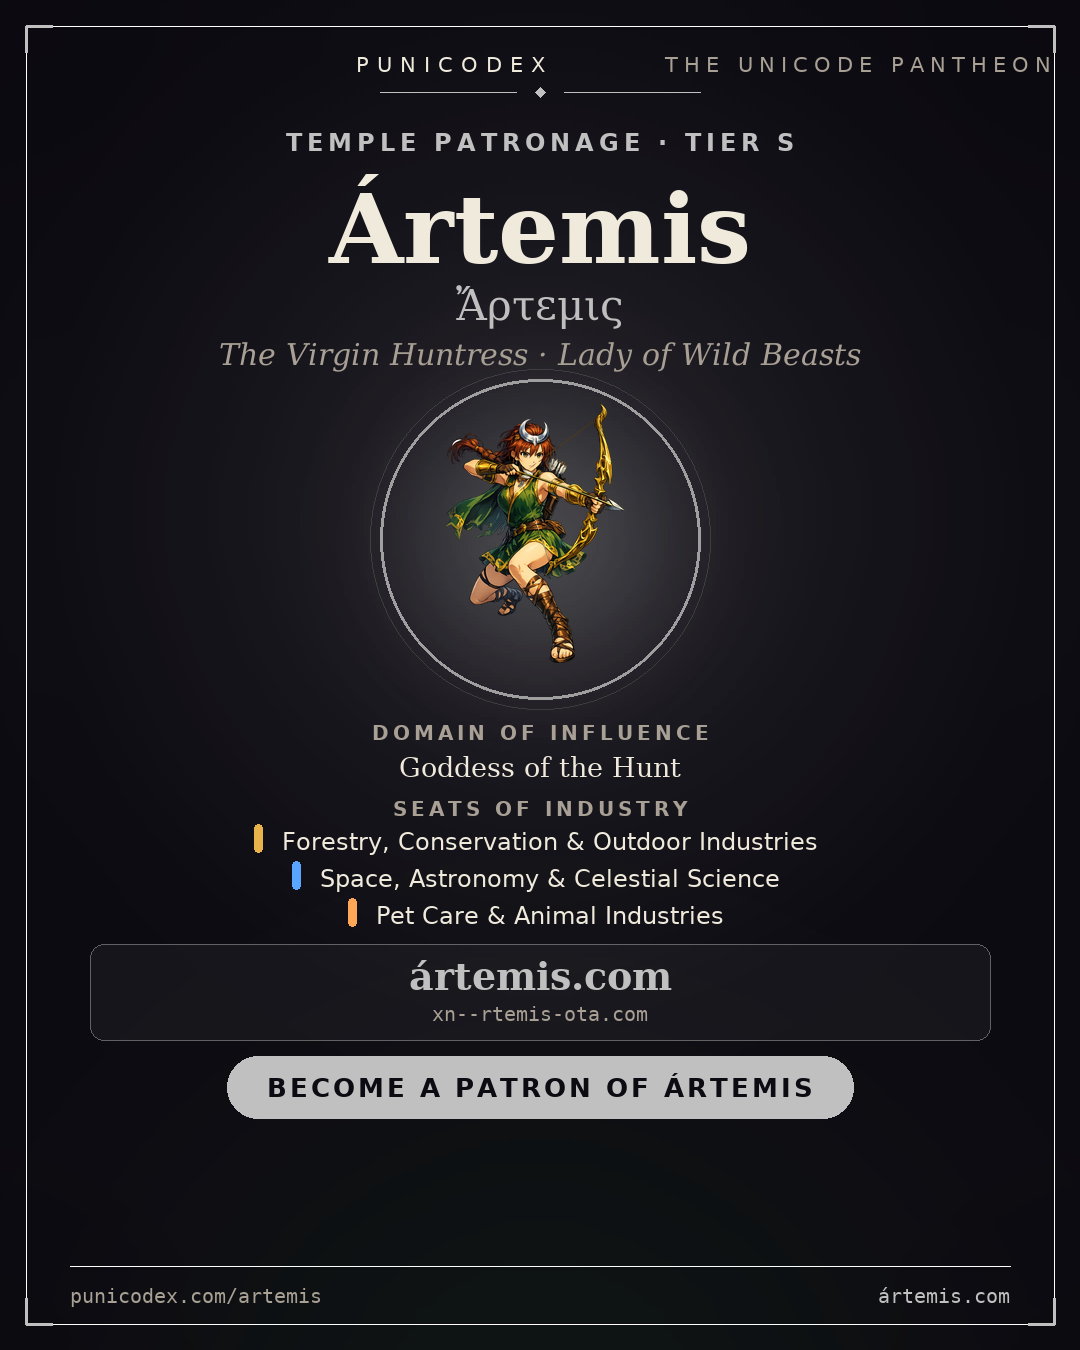 PUNICODEX THE UNICODE PANTHEON
TEMPLE PATRONAGE · TIER S
Ártemis
Ἄρτεμις
The Virgin Huntress · Lady of Wild Beasts
DOMAIN OF INFLUENCE
Goddess of the Hunt
SEATS OF INDUSTRY
Forestry, Conservation & Outdoor Industries
Space, Astronomy & Celestial Science
Pet Care & Animal Industries
ártemis.com
xn--rtemis-ota.com
BECOME A PATRON OF ÁRTEMIS
punicodex.com/artemis ártemis.com